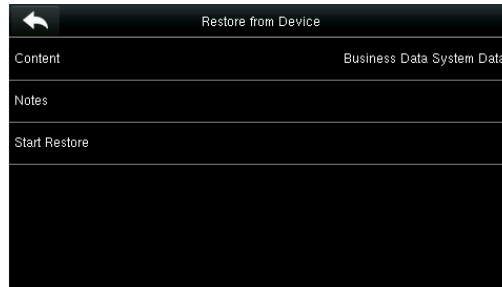 Restore from Device
Content Business Data System Data
Notes
Start Restore